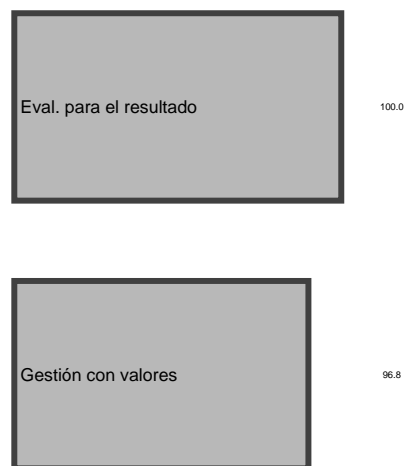 Eval. para el resultado
100.0
Gestión con valores
96.8